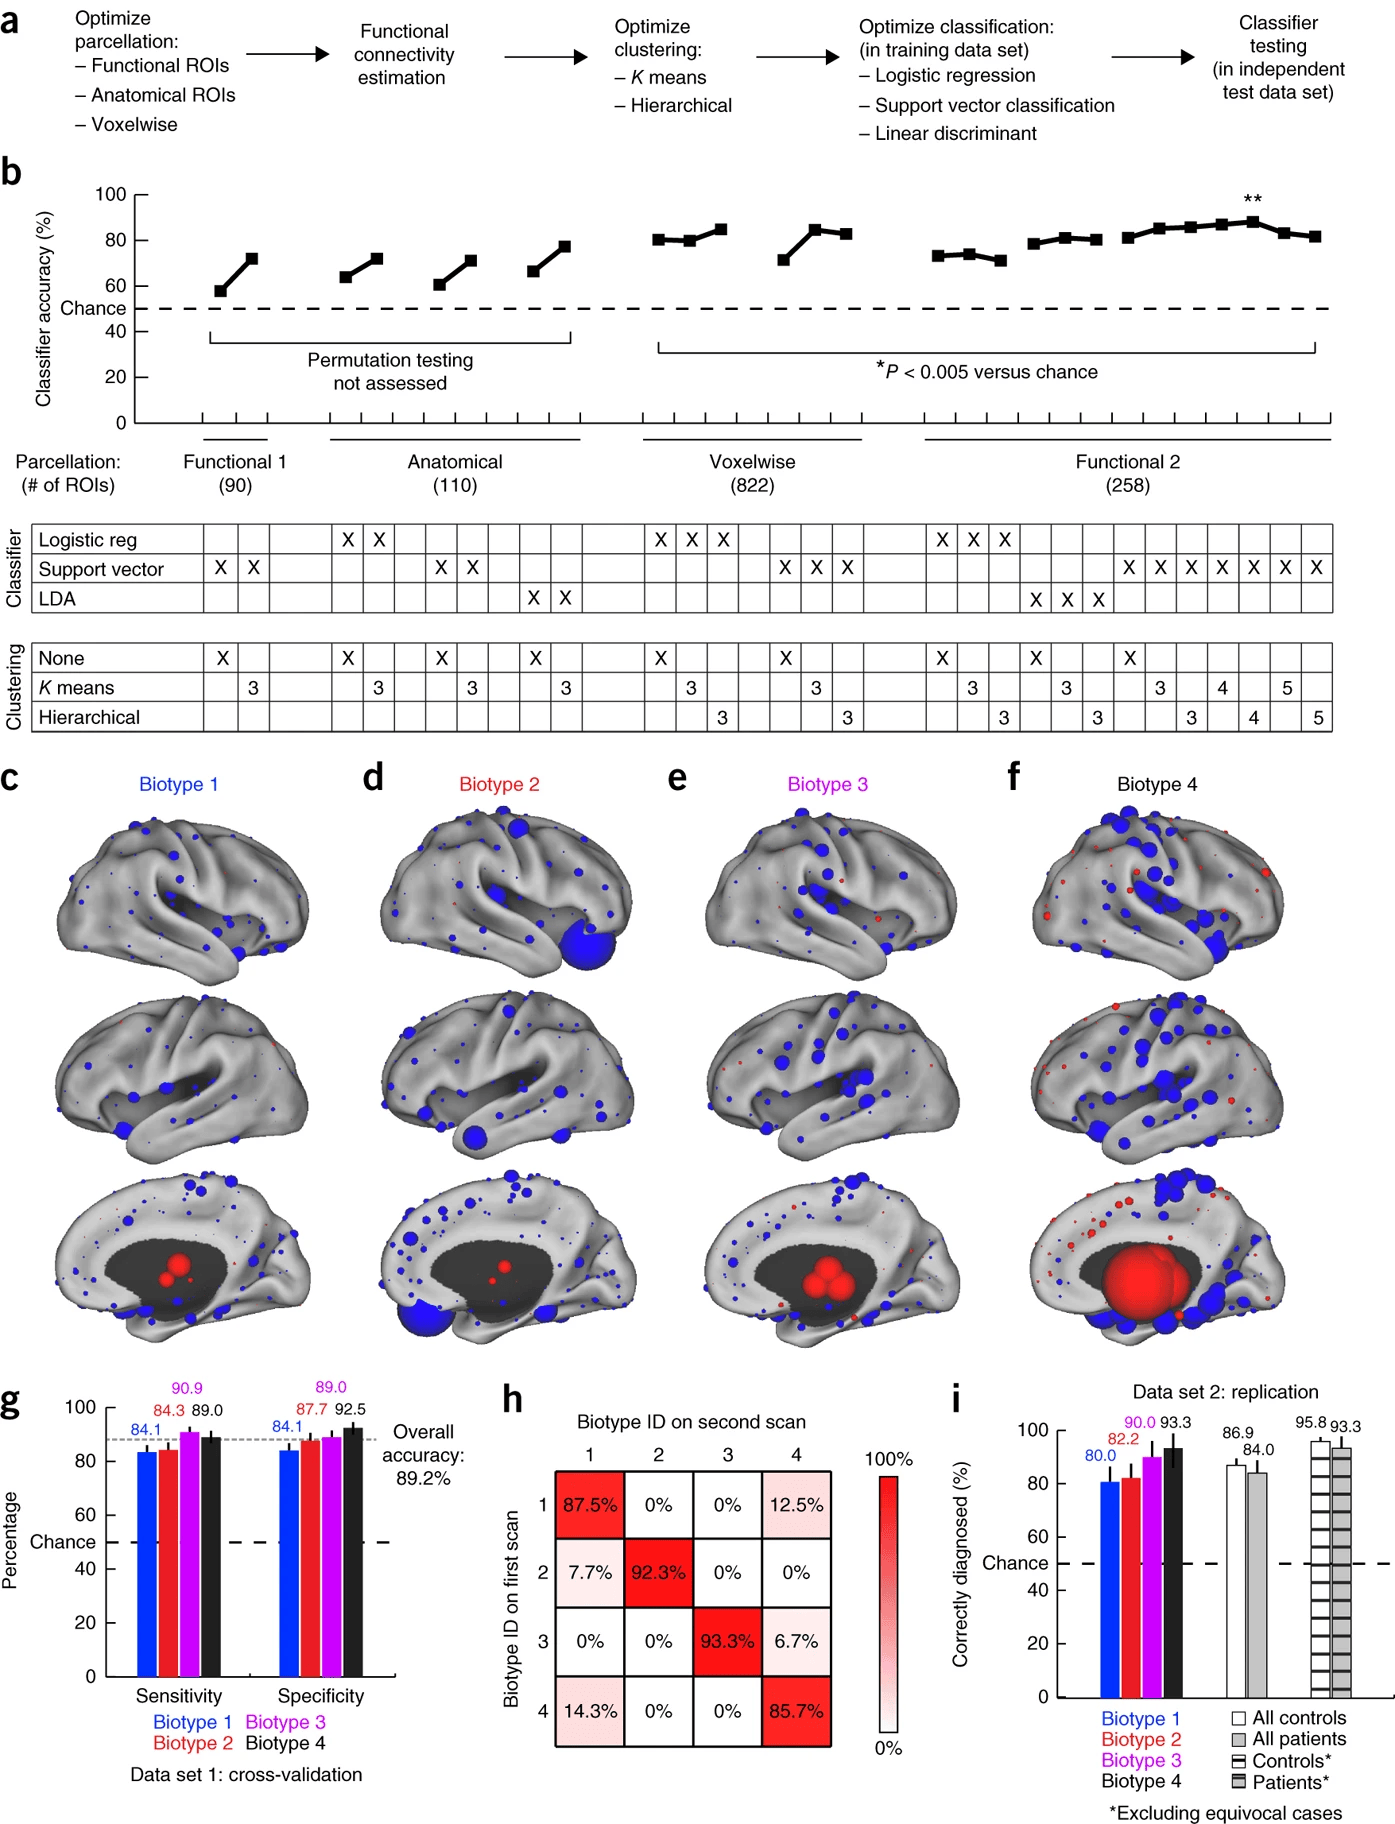 a
Optimize
parcellation:
– Functional ROIs
– Anatomical ROIs
– Voxelwise
Functional
connectivity
estimation
Optimize
clustering:
– K means
– Hierarchical
Optimize classification:
(in training data set)
– Logistic regression
– Support vector classification
– Linear discriminant
Classifier
testing
(in independent
test data set)
b
Classifier accuracy (%)
100
80
60
Chance
40
20
0
**
Permutation testing
not assessed
*P < 0.005 versus chance
Parcellation:
(# of ROIs)
Functional 1
(90)
Anatomical
(110)
Voxelwise
(822)
Functional 2
(258)
Classifier
Logistic reg X X X X X X X X
Support vector X X X X X X X X X X X X X X
LDA X X X X X
Clustering
None X X X X X X X X X
K means 3 3 3 3 3 3 3 3 3 4 5
Hierarchical 3 3 3 3 3 4 5
c
Biotype 1
d
Biotype 2
e
Biotype 3
f
Biotype 4
g
Percentage
100
80
60
Chance
40
20
0
84.1
84.3
90.9
89.0
84.1
87.7
89.0
92.5
Overall
accuracy:
89.2%
Sensitivity
Specificity
Biotype 1 Biotype 3
Biotype 2 Biotype 4
Data set 1: cross-validation
h
Biotype ID on second scan
1 2 3 4
Biotype ID on first scan
1 87.5% 0% 0% 12.5%
2 7.7% 92.3% 0% 0%
3 0% 0% 93.3% 6.7%
4 14.3% 0% 0% 85.7%
100%
0%
i
Data set 2: replication
Correctly diagnosed (%)
100
80
60
Chance
40
20
0
80.0
82.2
90.0
93.3
86.9
84.0
95.8
93.3
Biotype 1
Biotype 2
Biotype 3
Biotype 4
All controls
All patients
Controls*
Patients*
*Excluding equivocal cases